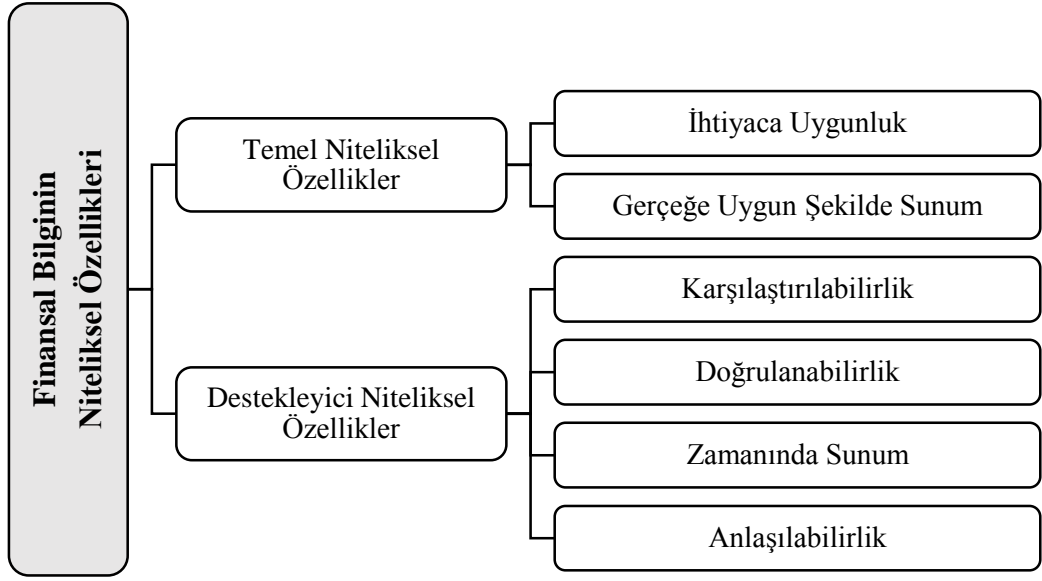 Finansal Bilginin
Niteliksel Özellikleri
Temel Niteliksel
Özellikler
İhtiyaca Uygunluk
Gerçeğe Uygun Şekilde Sunum
Destekleyici Niteliksel
Özellikler
Karşılaştırılabilirlik
Doğrulanabilirlik
Zamanında Sunum
Anlaşılabilirlik